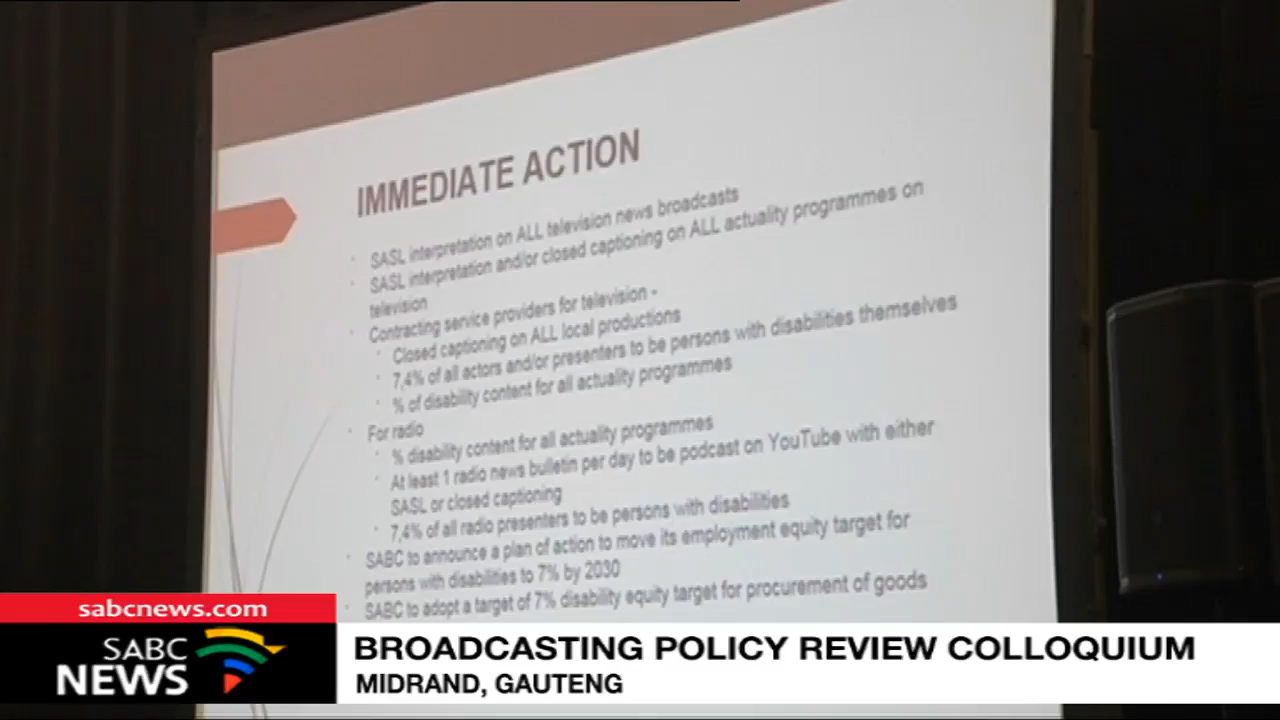 IMMEDIATE ACTION
SASL interpretation on ALL television news broadcasts
SASL interpretation and/or closed captioning on ALL actuality programmes on
television
Contracting service providers for television -
Closed captioning on ALL local productions
7,4% of all actors and/or presenters to be persons with disabilities themselves
% of disability content for all actuality programmes
For radio
% disability content for all actuality programmes
At least 1 radio news bulletin per day to be podcast on YouTube with either
SASL or closed captioning
7,4% of all radio presenters to be persons with disabilities
SABC to announce a plan of action to move its employment equity target for
persons with disabilities to 7% by 2030
SABC to adopt a target of 7% disability equity target for procurement of goods
sabcnews.com
SABC
NEWS
BROADCASTING POLICY REVIEW COLLOQUIUM
MIDRAND, GAUTENG